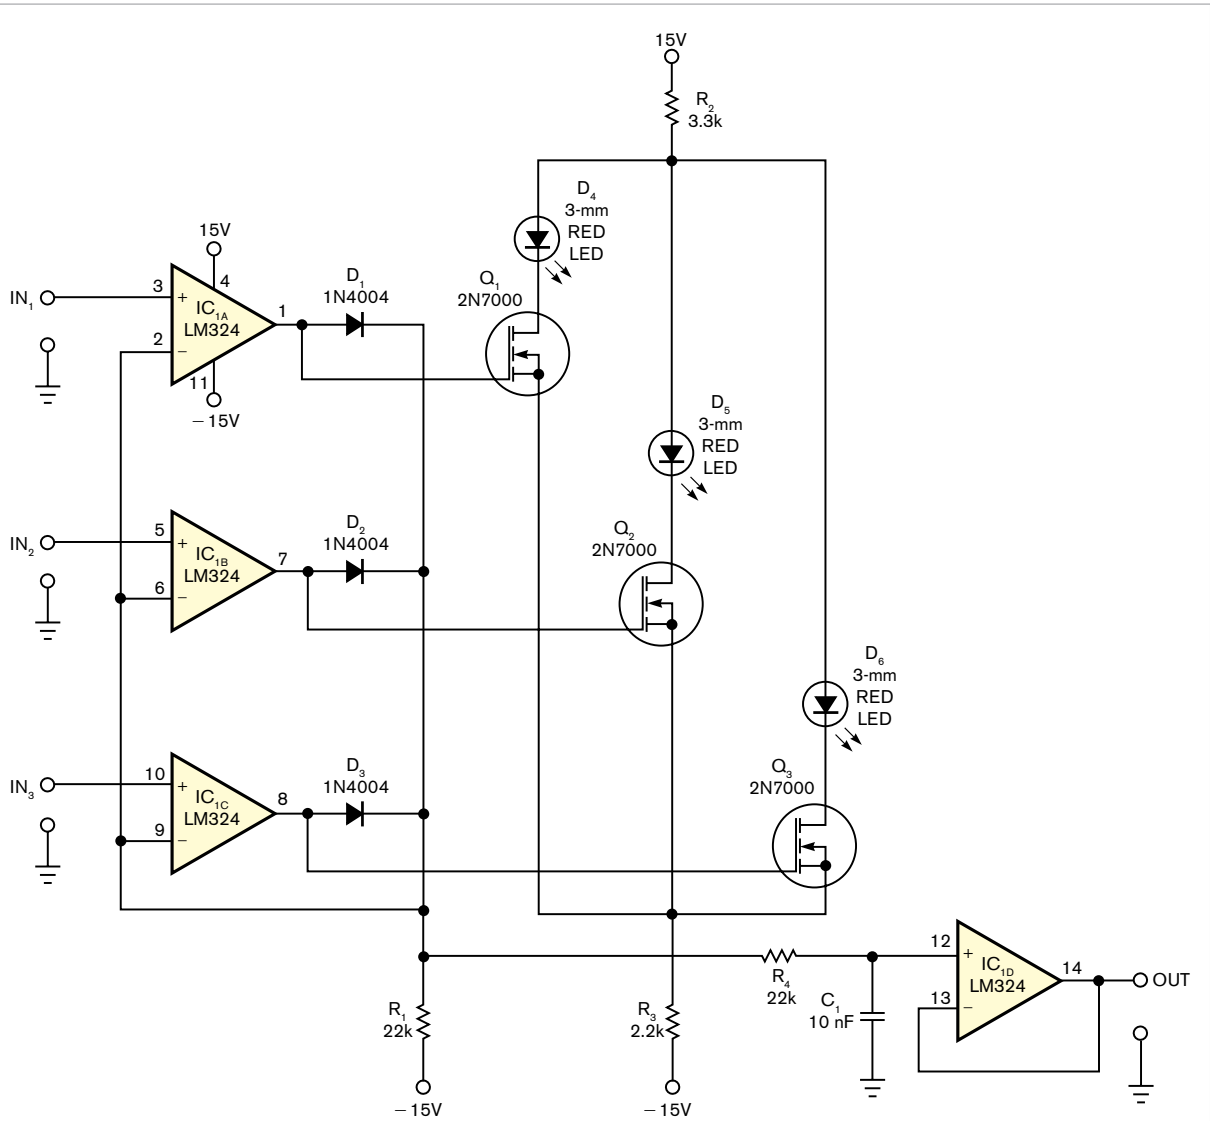 15V
R₂
3.3k
D₄
3-mm
RED
LED
15V
4
IN₁
3
+
IC₁A
LM324
1
2
−
11
−15V
D₁
1N4004
Q₁
2N7000
D₅
3-mm
RED
LED
IN₂
5
+
IC₁B
LM324
7
6
−
D₂
1N4004
Q₂
2N7000
D₆
3-mm
RED
LED
IN₃
10
+
IC₁C
LM324
8
9
−
D₃
1N4004
Q₃
2N7000
R₁
22k
−15V
R₃
2.2k
−15V
R₄
22k
C₁
10 nF
12
+
IC₁D
LM324
14
13
−
OUT